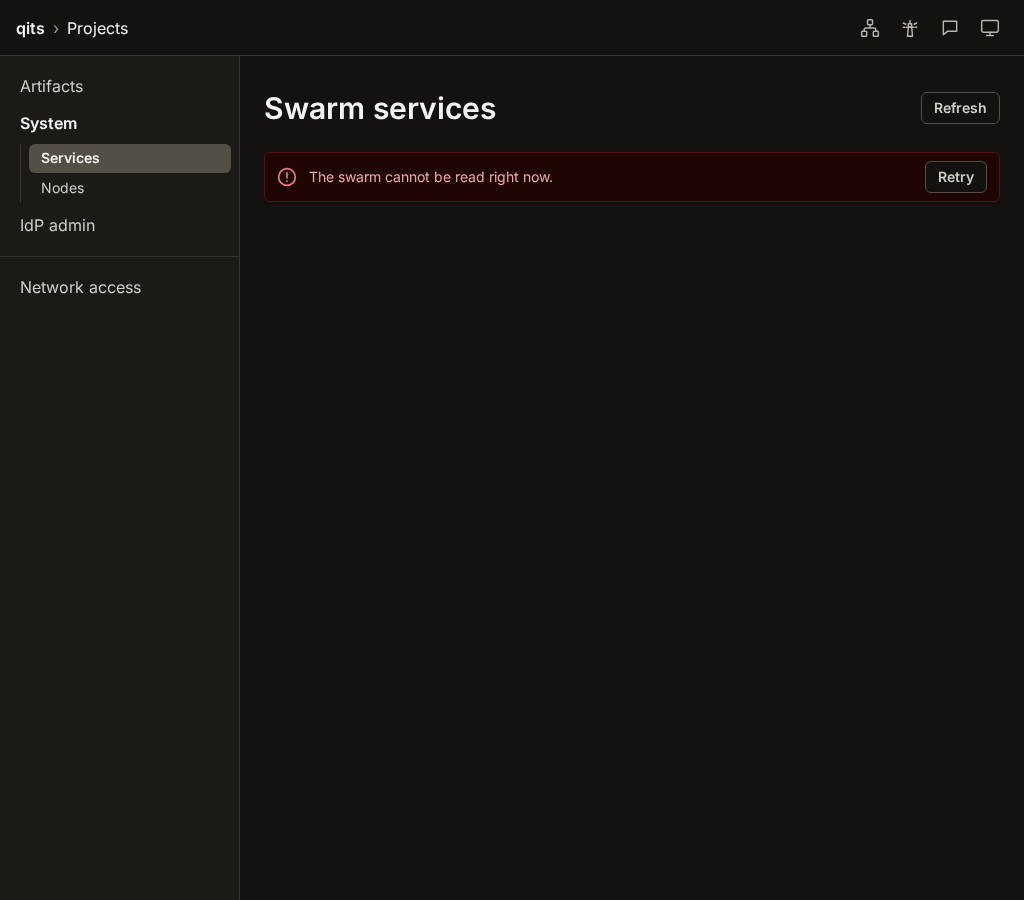 qits › Projects
Artifacts
System
Services
Nodes
IdP admin
Network access
Swarm services
Refresh
The swarm cannot be read right now.
Retry